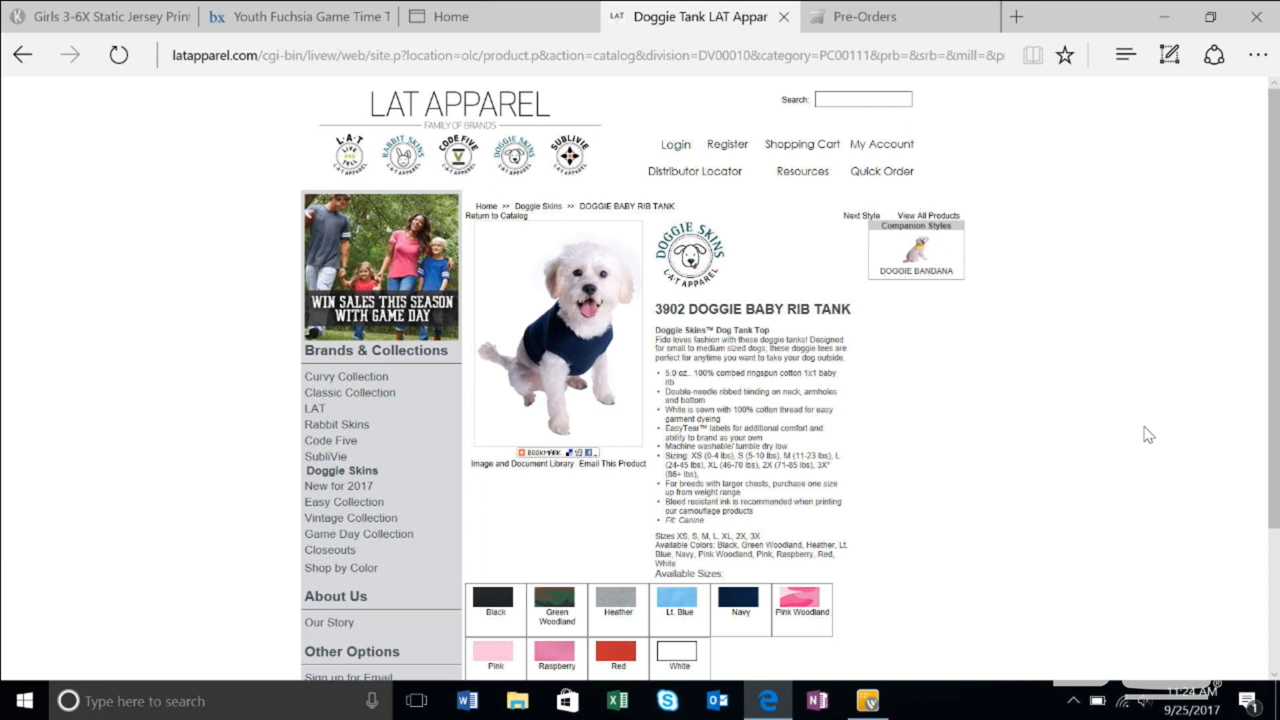 Girls 3-6X Static Jersey Print
bx Youth Fuchsia Game Time T
Home
LAT Doggie Tank LAT Appar
Pre-Orders
latapparel.com/cgi-bin/livew/web/site.p?location=olc/product.p&action=catalog&division=DV00010&category=PC00111&prb=&srb=&mill=&p
LAT APPAREL
FAMILY OF BRANDS
Search:
L·A·T
RABBIT SKINS
CODE FIVE
DOGGIE SKINS
SUBLIVIE
Login Register Shopping Cart My Account
Distributor Locator Resources Quick Order
WIN SALES THIS SEASON
WITH GAME DAY
Brands & Collections
Curvy Collection
Classic Collection
LAT
Rabbit Skins
Code Five
SubliVie
Doggie Skins
New for 2017
Easy Collection
Vintage Collection
Game Day Collection
Closeouts
Shop by Color
About Us
Our Story
Other Options
Sign up for Email
Home >> Doggie Skins >> DOGGIE BABY RIB TANK
Return to Catalog
Next Style View All Products
Companion Styles
DOGGIE BANDANA
DOGGIE SKINS
L·A·T APPAREL
BOOKMARK
Image and Document Library Email This Product
3902 DOGGIE BABY RIB TANK
Doggie Skins™ Dog Tank Top
Fido loves fashion with these doggie tanks! Designed
for small to medium sized dogs, these doggie tees are
perfect for anytime you want to take your dog outside.
• 5.0 oz., 100% combed ringspun cotton 1x1 baby
rib
• Double-needle ribbed binding on neck, armholes
and bottom
• White is sewn with 100% cotton thread for easy
garment dyeing
• EasyTear™ labels for additional comfort and
ability to brand as your own
• Machine washable/ tumble dry low
• Sizing: XS (0-4 lbs), S (5-10 lbs), M (11-23 lbs), L
(24-45 lbs), XL (46-70 lbs), 2X (71-85 lbs), 3X*
(86+ lbs),
• For breeds with larger chests, purchase one size
up from weight range
• Bleed resistant ink is recommended when printing
our camouflage products
• Fit: Canine
Sizes XS, S, M, L, XL, 2X, 3X
Available Colors: Black, Green Woodland, Heather, Lt.
Blue, Navy, Pink Woodland, Pink, Raspberry, Red,
White
Available Sizes:
Black
Green
Woodland
Heather
Lt. Blue
Navy
Pink Woodland
Pink
Raspberry
Red
White
Type here to search
11:24 AM
9/25/2017